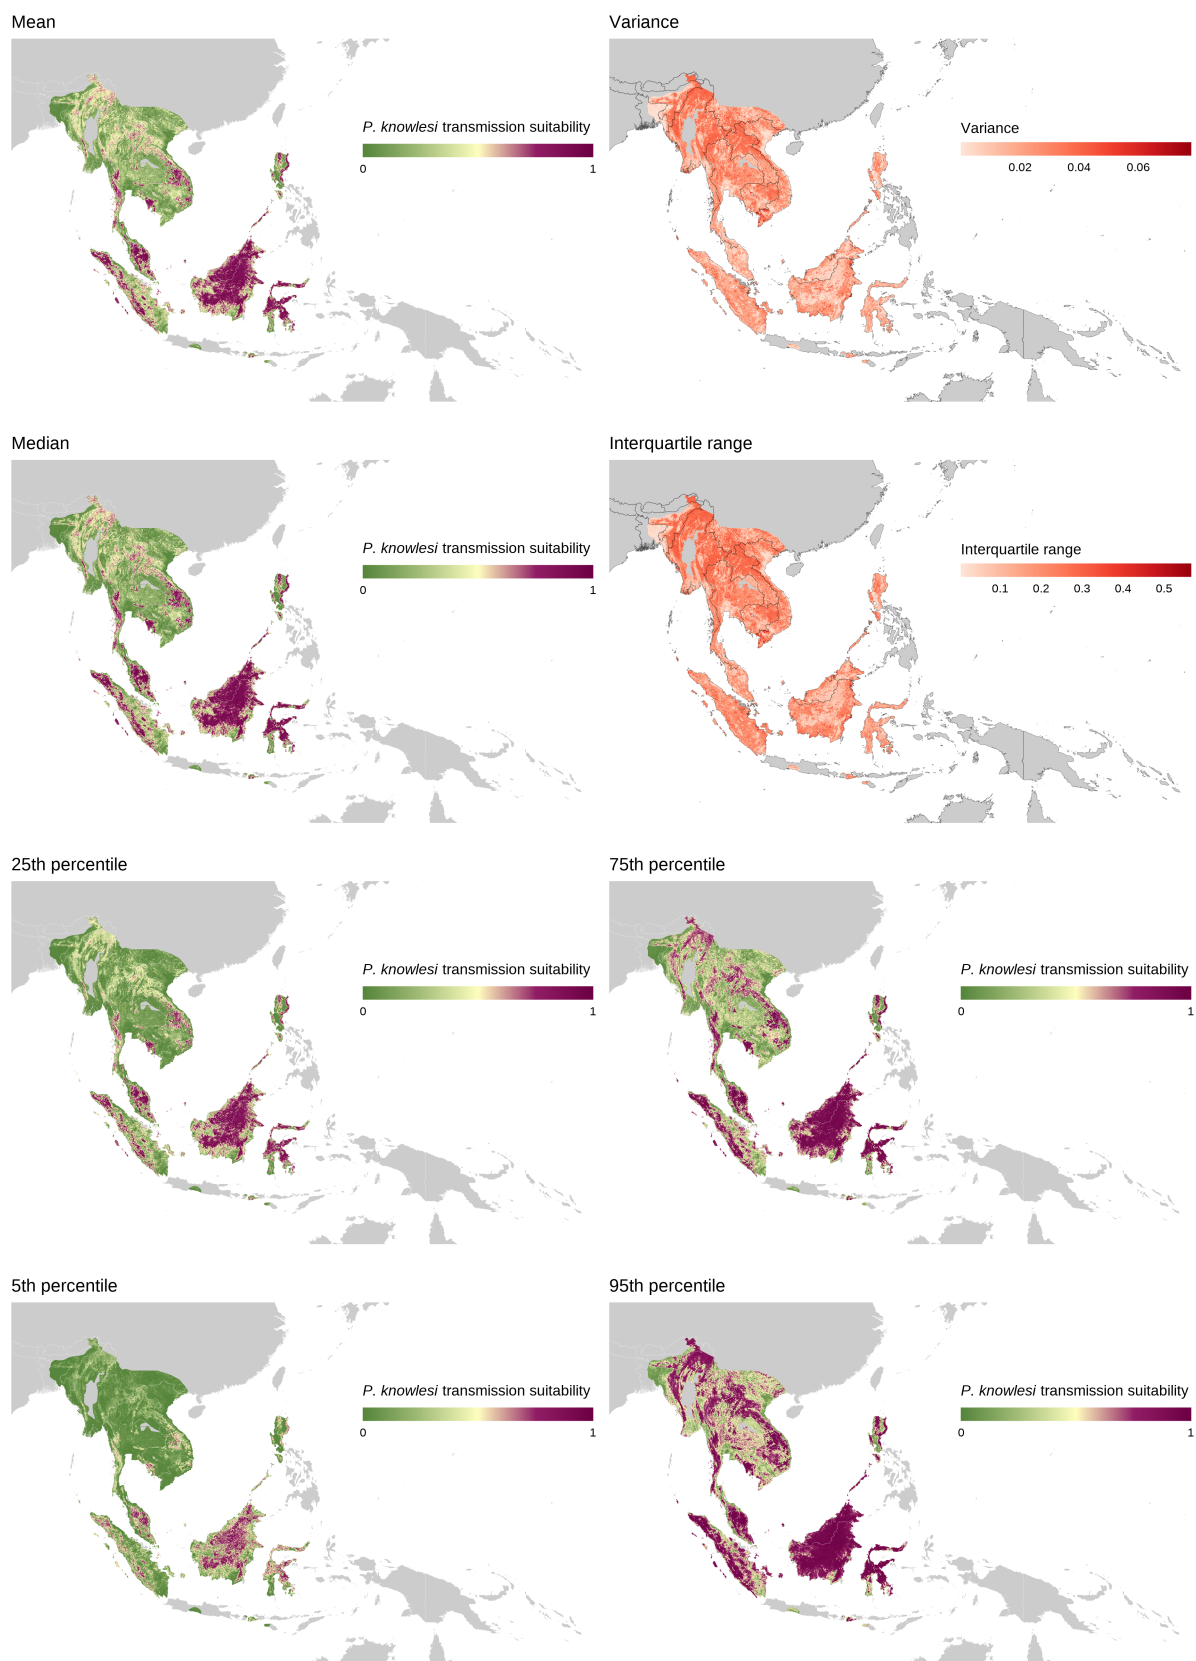 Mean
P. knowlesi transmission suitability
0 1
Variance
Variance
0.02 0.04 0.06
Median
P. knowlesi transmission suitability
0 1
Interquartile range
Interquartile range
0.1 0.2 0.3 0.4 0.5
25th percentile
P. knowlesi transmission suitability
0 1
75th percentile
P. knowlesi transmission suitability
0 1
5th percentile
P. knowlesi transmission suitability
0 1
95th percentile
P. knowlesi transmission suitability
0 1